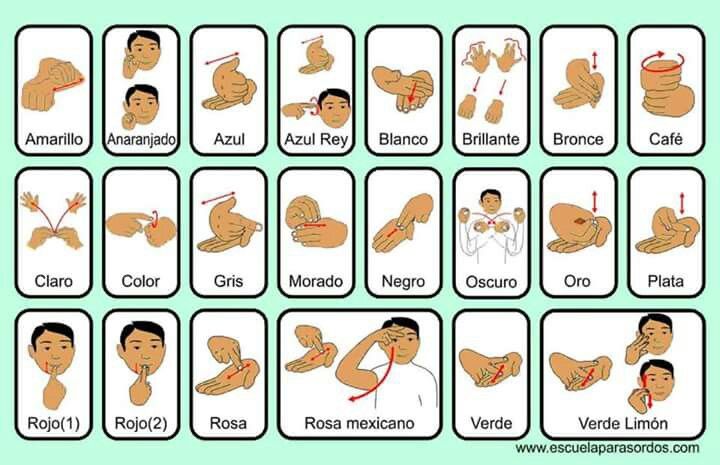 Amarillo
Anaranjado
Azul
Azul Rey
Blanco
Brillante
Bronce
Café
Claro
Color
Gris
Morado
Negro
Oscuro
Oro
Plata
Rojo(1)
Rojo(2)
Rosa
Rosa mexicano
Verde
Verde Limón
www.escuelaparasordos.com